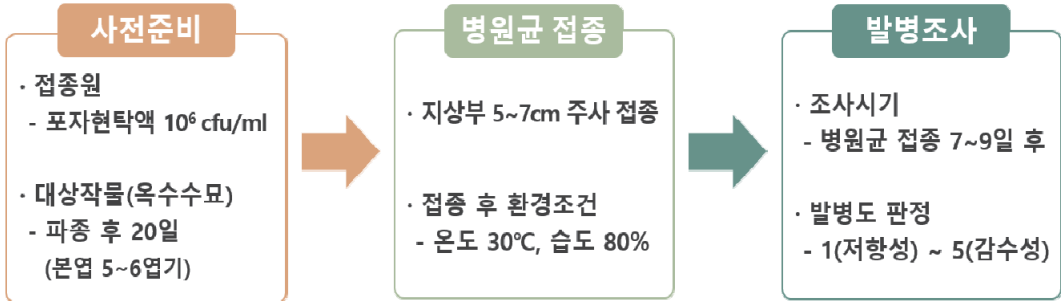 사전준비
· 접종원
- 포자현탁액 10⁶ cfu/ml
· 대상작물(옥수수묘)
- 파종 후 20일
(본엽 5~6엽기)
병원균 접종
· 지상부 5~7cm 주사 접종
· 접종 후 환경조건
- 온도 30℃, 습도 80%
발병조사
· 조사시기
- 병원균 접종 7~9일 후
· 발병도 판정
- 1(저항성) ~ 5(감수성)